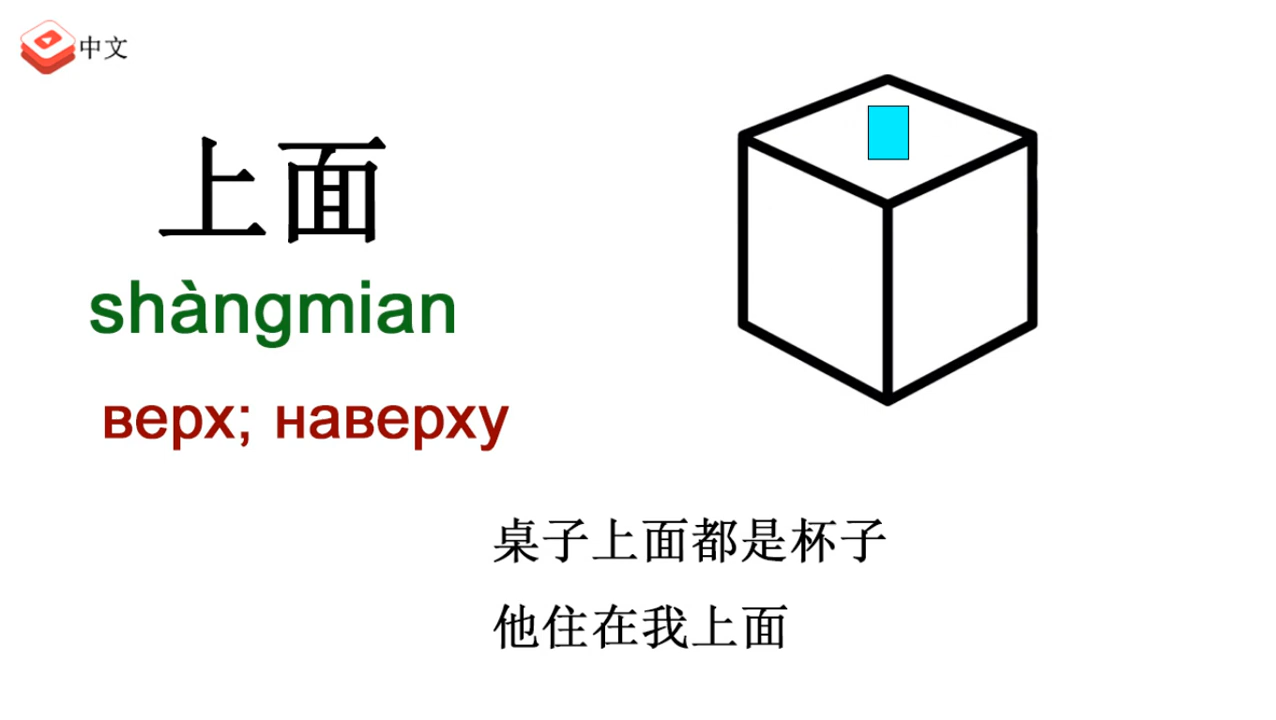 中文
上面
shàngmian
верх; наверху
桌子上面都是杯子
他住在我上面